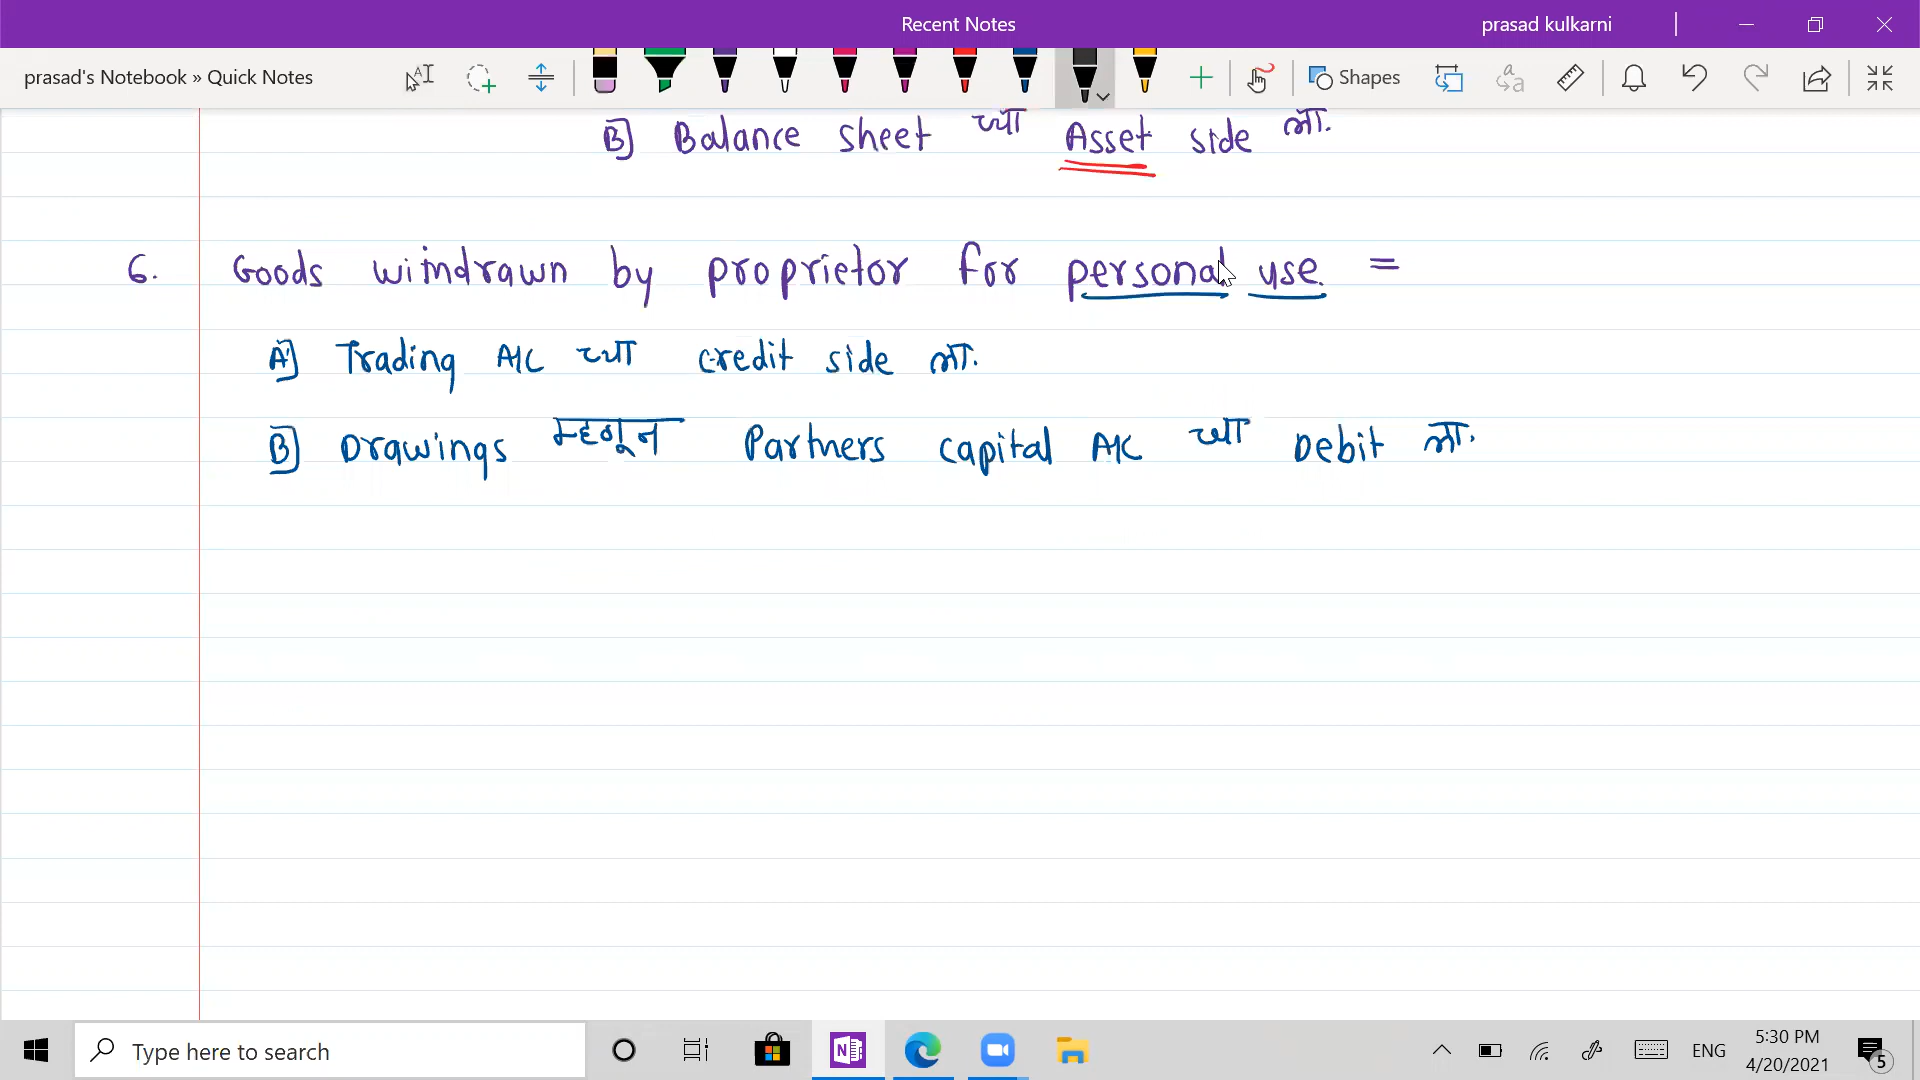 Recent Notes
prasad kulkarni
prasad's Notebook » Quick Notes
Shapes
B] Balance sheet च्या Asset side ला.
6. Goods withdrawn by proprietor for personal use. =
A] Trading A/c च्या credit side ला.
B] Drawings म्हणून Partners capital A/c च्या Debit ला.
Type here to search
ENG
5:30 PM
4/20/2021
5